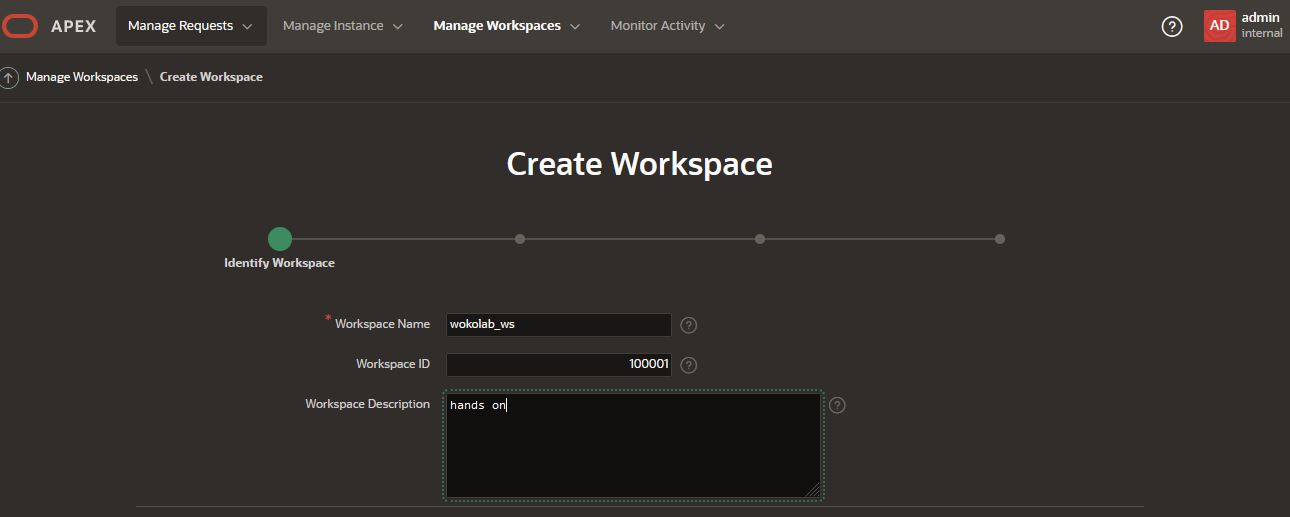 APEX Manage Requests Manage Instance Manage Workspaces Monitor Activity ? AD admin
internal
Manage Workspaces \ Create Workspace
Create Workspace
Identify Workspace
* Workspace Name wokolab_ws ?
Workspace ID 100001 ?
Workspace Description hands on ?